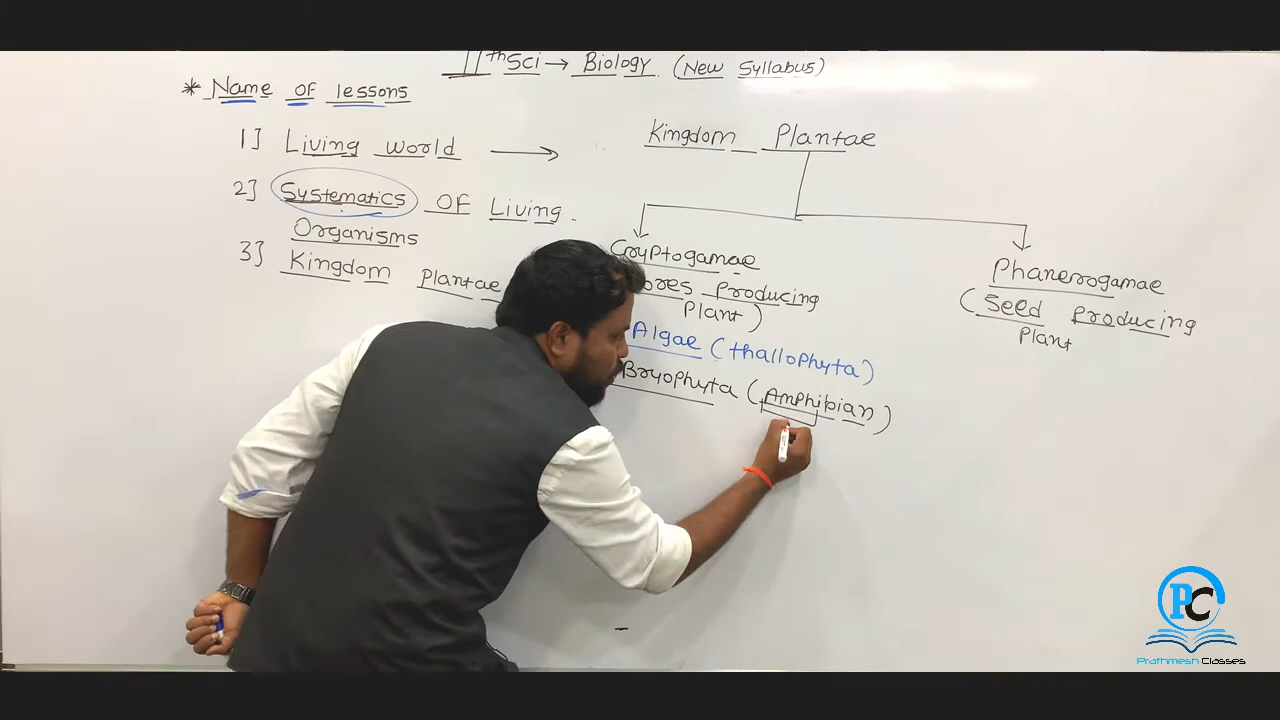 11th Sci → Biology (New Syllabus)
* Name OF lessons
1] Living world →
2] Systematics OF Living
Organisms
3] Kingdom Plantae
Kingdom Plantae
Cryptogamae
Producing
Plant)
Algae (thallophyta)
Bryophyta (Amphibian)
Phanerogamae
(Seed Producing
Plant
PC
Prathmesh Classes